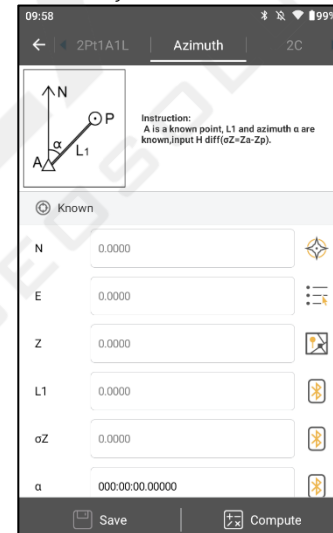 09:58
99%
2Pt1A1L
Azimuth
2C
N
P
α
L1
A
Instruction:
A is a known point, L1 and azimuth α are
known,input H diff(σZ=Za-Zp).
Known
N 0.0000
E 0.0000
Z 0.0000
L1 0.0000
σZ 0.0000
α 000:00:00.00000
Save
Compute